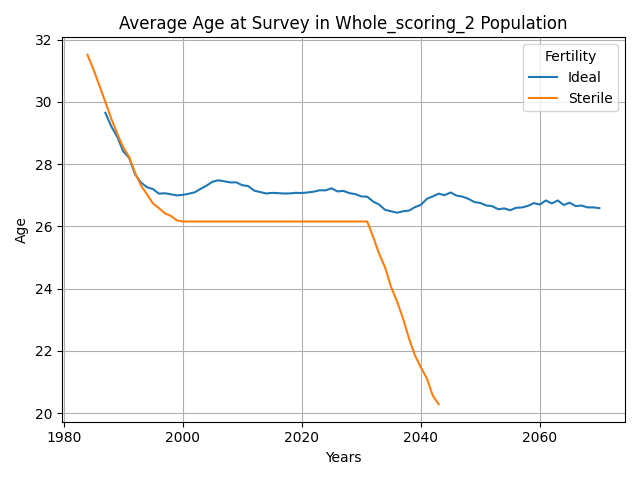 Average Age at Survey in Whole_scoring_2 Population
Fertility
Ideal
Sterile
Age
32
30
28
26
24
22
20
1980
2000
2020
2040
2060
Years